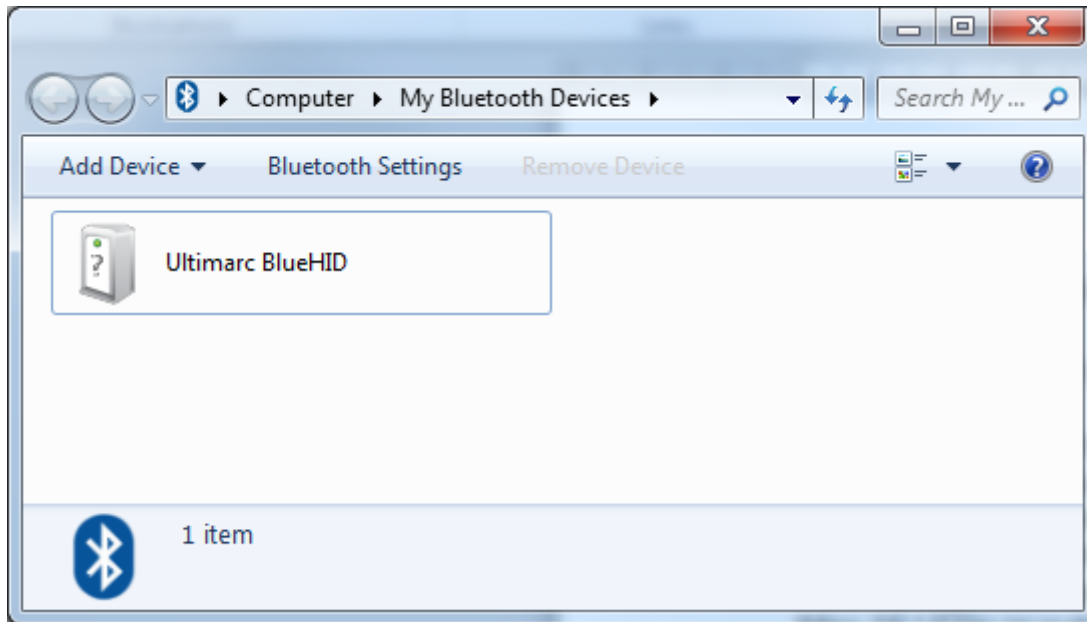 Computer My Bluetooth Devices Search My ...
Add Device Bluetooth Settings Remove Device
Ultimarc BlueHID
1 item